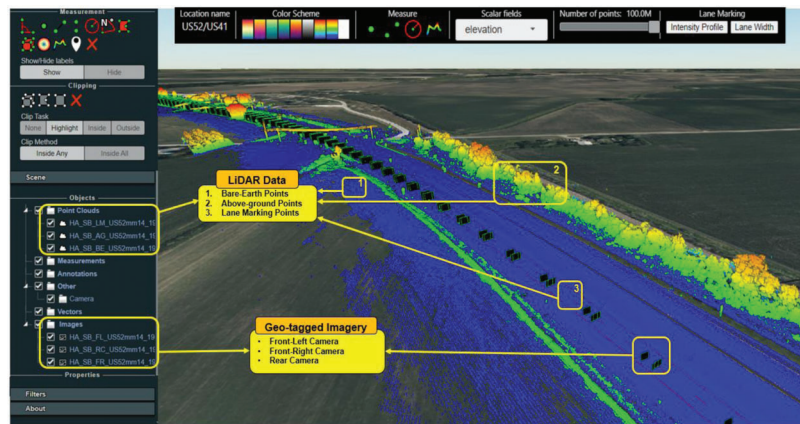 Measurement
N
Show/Hide labels
Show Hide
Clipping
Clip Task
None Highlight Inside Outside
Clip Method
Inside Any Inside All
Scene
Objects
Point Clouds
HA_SB_LM_US52mm14_19
HA_SB_AG_US52mm14_19
HA_SB_BE_US52mm14_19
Measurements
Annotations
Other
Camera
Vectors
Images
HA_SB_FL_US52mm14_19
HA_SB_RC_US52mm14_19
HA_SB_FR_US52mm14_19
Properties
Filters
About
Location name
US52/US41
Color Scheme
Measure
Scalar fields
elevation
Number of points: 100.0M
Lane Marking
Intensity Profile Lane Width
LiDAR Data
1. Bare-Earth Points
2. Above-ground Points
3. Lane Marking Points
1
2
3
Geo-tagged Imagery
• Front-Left Camera
• Front-Right Camera
• Rear Camera